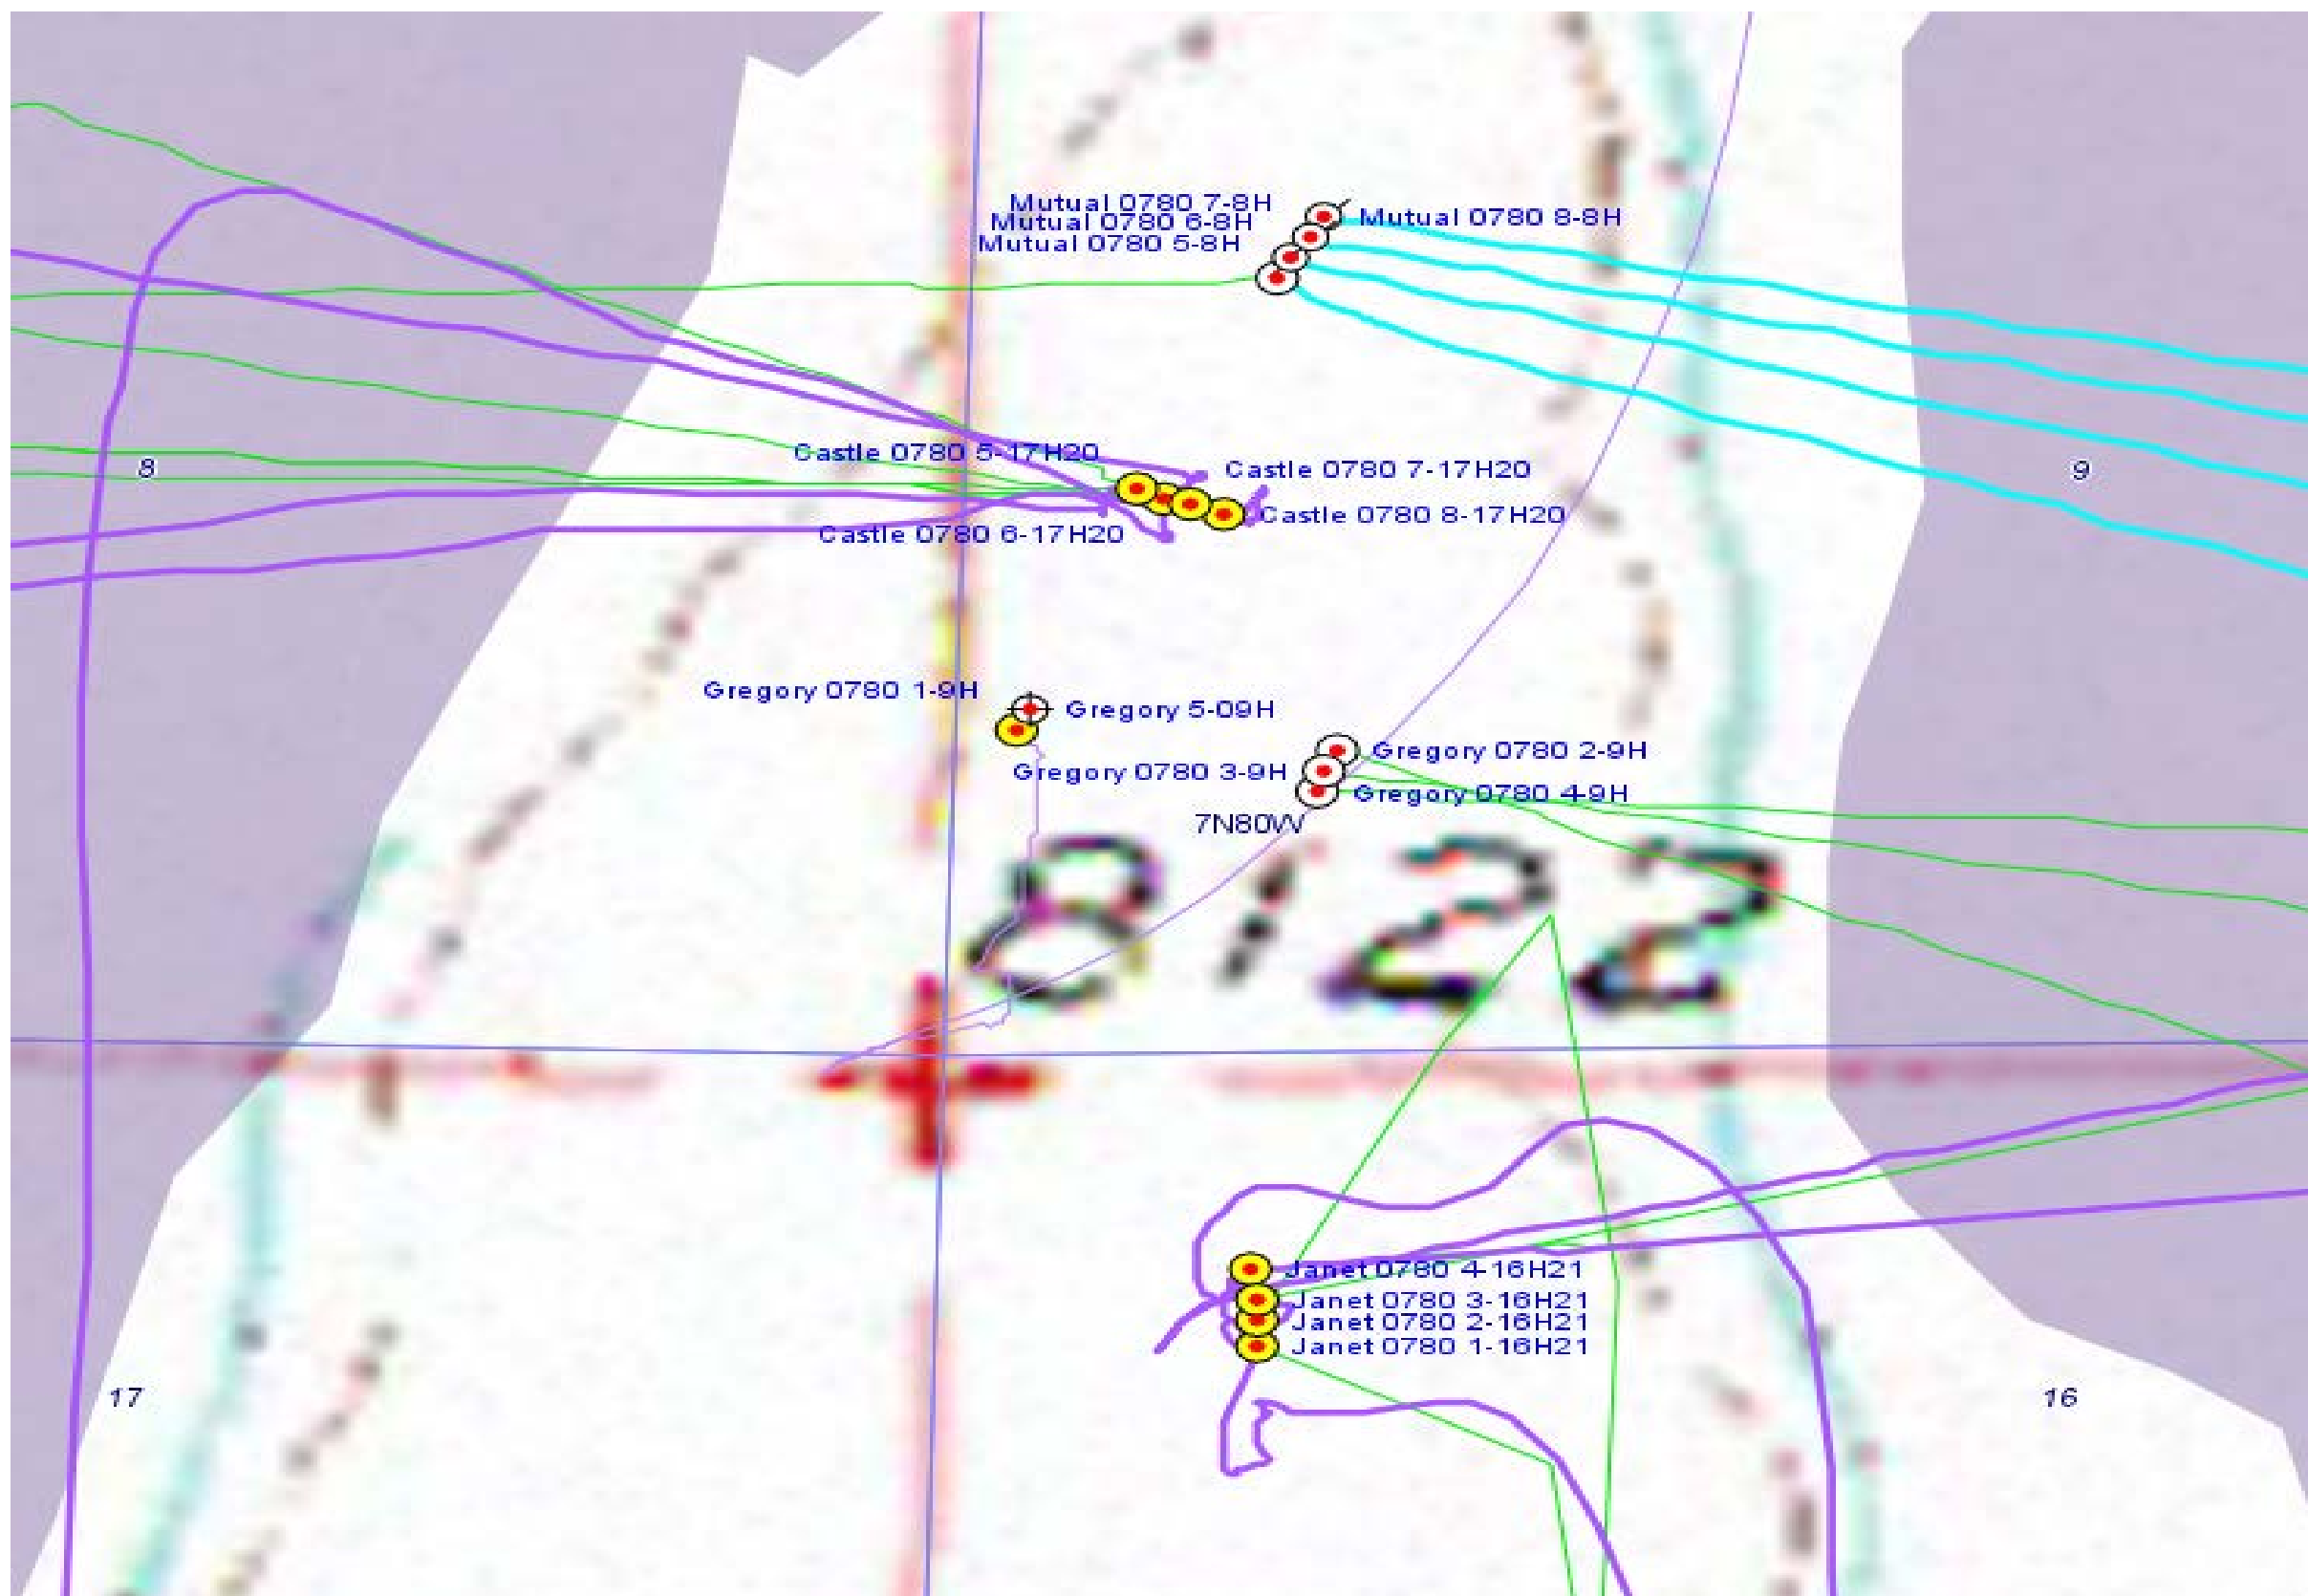 Mutual 0780 7-8H
Mutual 0780 8-8H
Mutual 0780 6-8H
Mutual 0780 5-8H
Castle 0780 5-17H20
8
Castle 0780 7-17H20
9
Castle 0780 8-17H20
Castle 0780 6-17H20
Gregory 0780 1-9H
Gregory 5-09H
Gregory 0780 2-9H
Gregory 0780 3-9H
Gregory 0780 4-9H
7N80W
8122
Janet 0780 4-16H21
Janet 0780 3-16H21
Janet 0780 2-16H21
Janet 0780 1-16H21
17
16